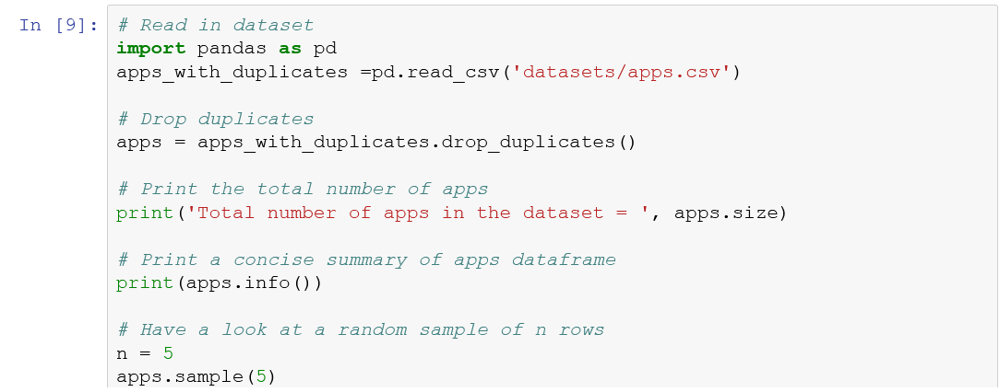 In [9]: # Read in dataset
import pandas as pd
apps_with_duplicates =pd.read_csv('datasets/apps.csv')
# Drop duplicates
apps = apps_with_duplicates.drop_duplicates()
# Print the total number of apps
print('Total number of apps in the dataset = ', apps.size)
# Print a concise summary of apps dataframe
print(apps.info())
# Have a look at a random sample of n rows
n = 5
apps.sample(5)